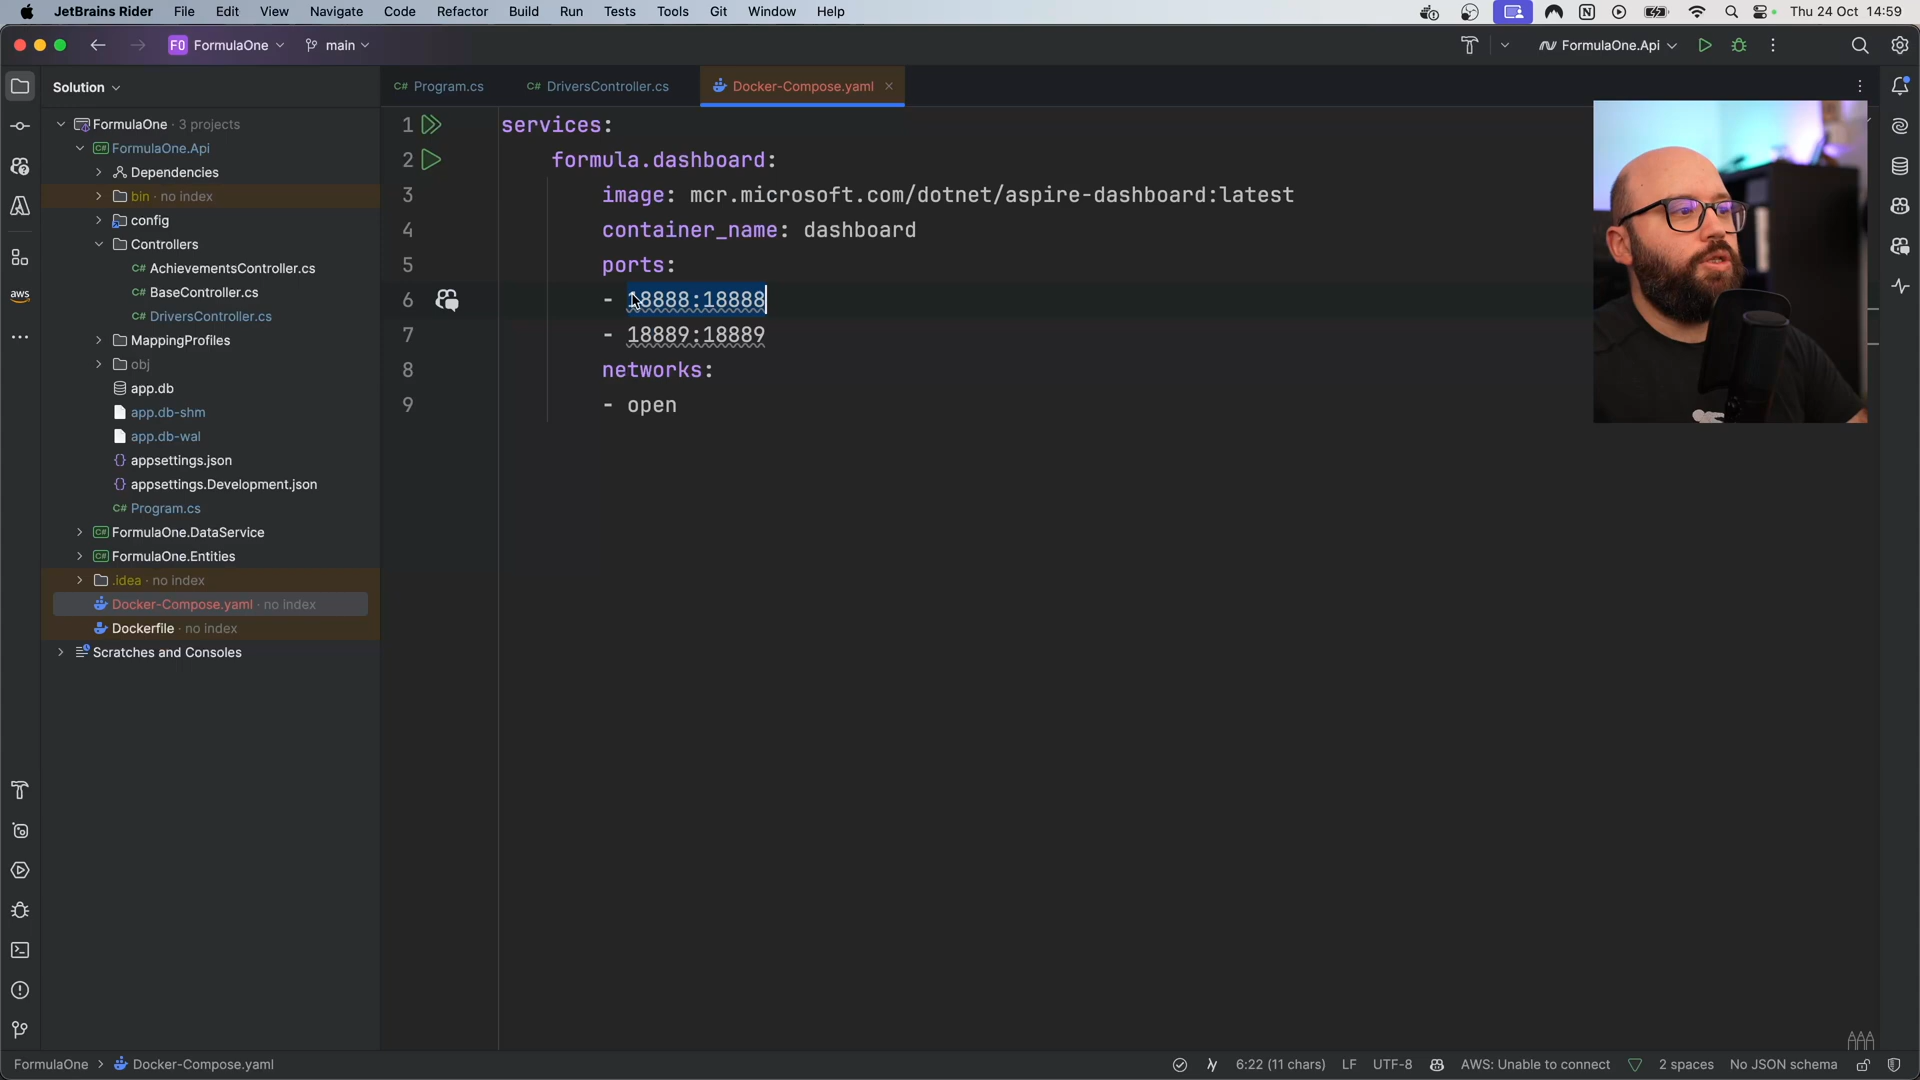 JetBrains Rider File Edit View Navigate Code Refactor Build Run Tests Tools Git Window Help Thu 24 Oct 14:59
FO FormulaOne main FormulaOne.Api
Solution
C# Program.cs C# DriversController.cs Docker-Compose.yaml
FormulaOne · 3 projects
C# FormulaOne.Api
Dependencies
bin · no index
config
Controllers
C# AchievementsController.cs
C# BaseController.cs
C# DriversController.cs
MappingProfiles
obj
app.db
app.db-shm
app.db-wal
{} appsettings.json
{} appsettings.Development.json
C# Program.cs
C# FormulaOne.DataService
C# FormulaOne.Entities
.idea · no index
Docker-Compose.yaml · no index
Dockerfile · no index
Scratches and Consoles
aws
1 services:
2 formula.dashboard:
3 image: mcr.microsoft.com/dotnet/aspire-dashboard:latest
4 container_name: dashboard
5 ports:
6 - 18888:18888
7 - 18889:18889
8 networks:
9 - open
FormulaOne > Docker-Compose.yaml 6:22 (11 chars) LF UTF-8 AWS: Unable to connect 2 spaces No JSON schema